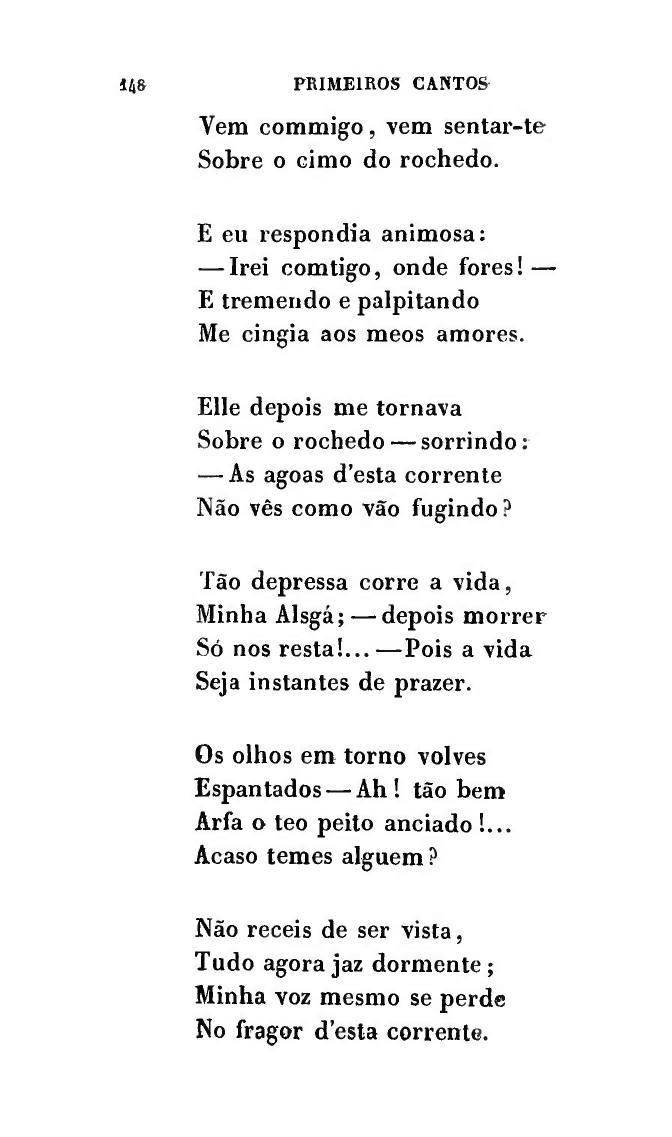 148 PRIMEIROS CANTOS
Vem commigo, vem sentar-te
Sobre o cimo do rochedo.
E eu respondia animosa:
— Irei comtigo, onde fores! —
E tremendo e palpitando
Me cingia aos meos amores.
Elle depois me tornava
Sobre o rochedo — sorrindo:
— As agoas d'esta corrente
Não vês como vão fugindo?
Tão depressa corre a vida,
Minha Alsgá; — depois morrer
Só nos resta!... — Pois a vida
Seja instantes de prazer.
Os olhos em torno volves
Espantados — Ah! tão bem
Arfa o teo peito anciado!...
Acaso temes alguem?
Não receis de ser vista,
Tudo agora jaz dormente;
Minha voz mesmo se perde
No fragor d'esta corrente.